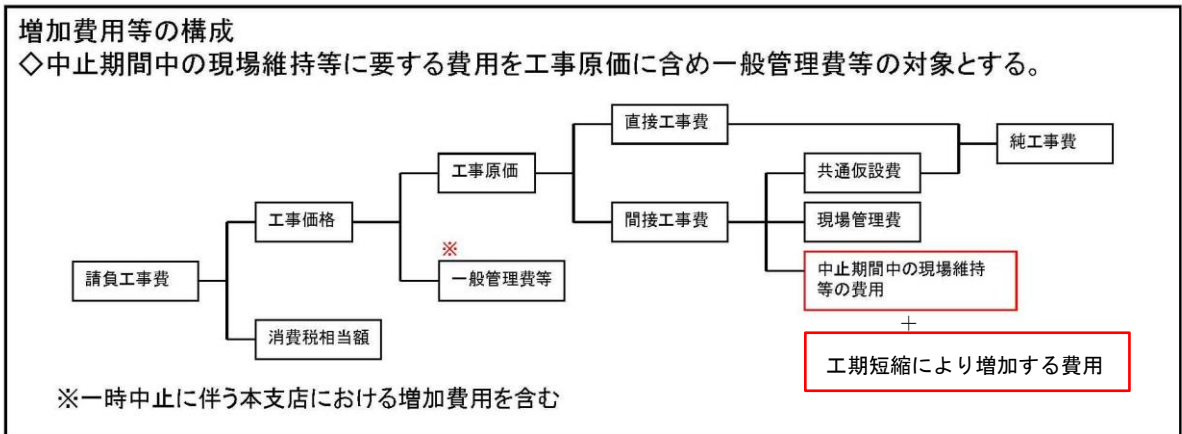 増加費用等の構成
◇中止期間中の現場維持等に要する費用を工事原価に含め一般管理費等の対象とする。
直接工事費
純工事費
工事原価
共通仮設費
工事価格
間接工事費
現場管理費
※
請負工事費
一般管理費等
中止期間中の現場維持
等の費用
+
消費税相当額
工期短縮により増加する費用
※一時中止に伴う本支店における増加費用を含む